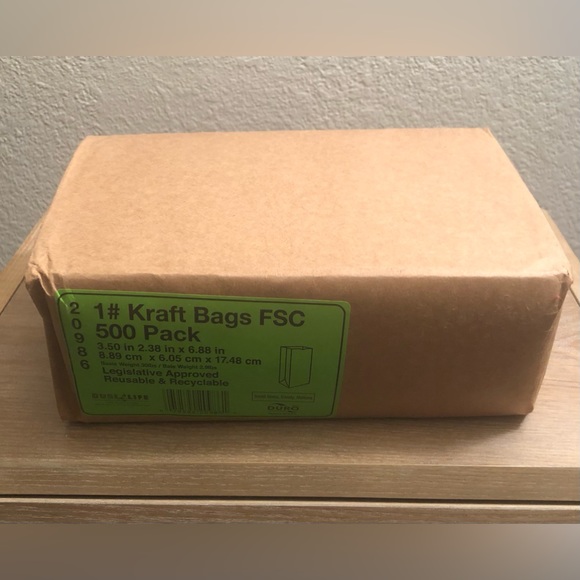 20986
1# Kraft Bags FSC
500 Pack
3.50 in 2.38 in x 6.88 in
8.89 cm x 6.05 cm x 17.48 cm
Legislative Approved
Reusable & Recyclable
DURO